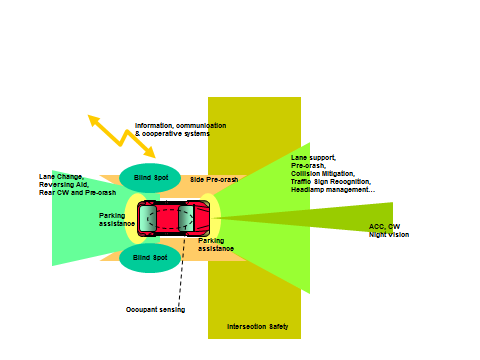 Information, communication
& cooperative systems
Blind Spot
Side Pre-crash
Lane support,
Pre-crash,
Collision Mitigation,
Traffic Sign Recognition,
Headlamp management...
Lane Change,
Reversing Aid,
Rear CW and Pre-crash
Parking
assistance
ACC, CW
Night Vision
Parking
assistance
Blind Spot
Occupant sensing
Intersection Safety